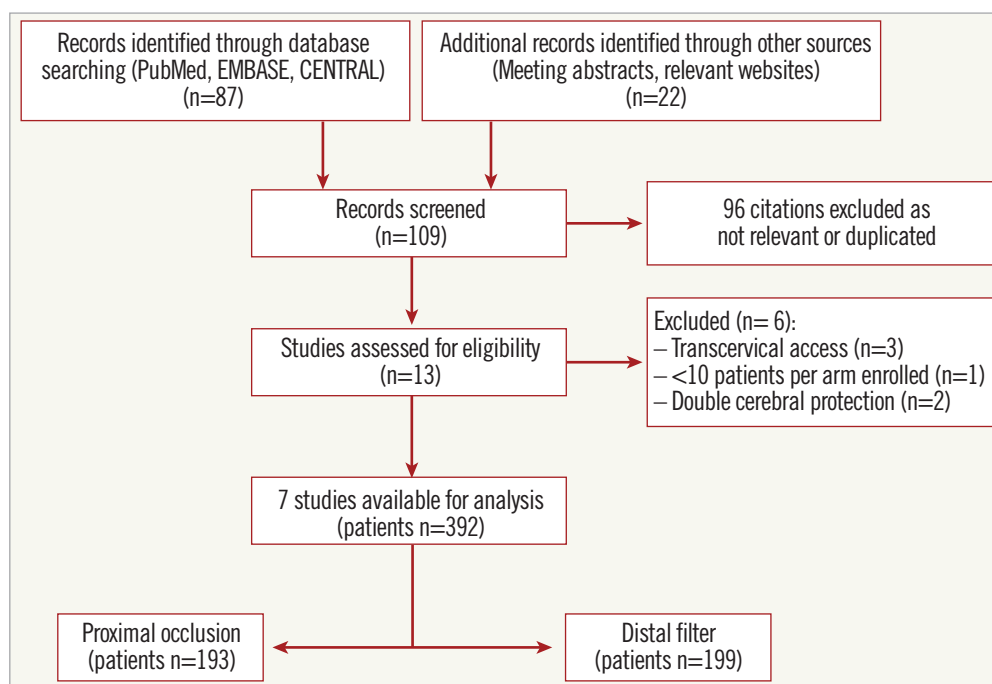 Records identified through database
searching (PubMed, EMBASE, CENTRAL)
(n=87)
Additional records identified through other sources
(Meeting abstracts, relevant websites)
(n=22)
Records screened
(n=109)
96 citations excluded as
not relevant or duplicated
Studies assessed for eligibility
(n=13)
Excluded (n= 6):
– Transcervical access (n=3)
– <10 patients per arm enrolled (n=1)
– Double cerebral protection (n=2)
7 studies available for analysis
(patients n=392)
Proximal occlusion
(patients n=193)
Distal filter
(patients n=199)